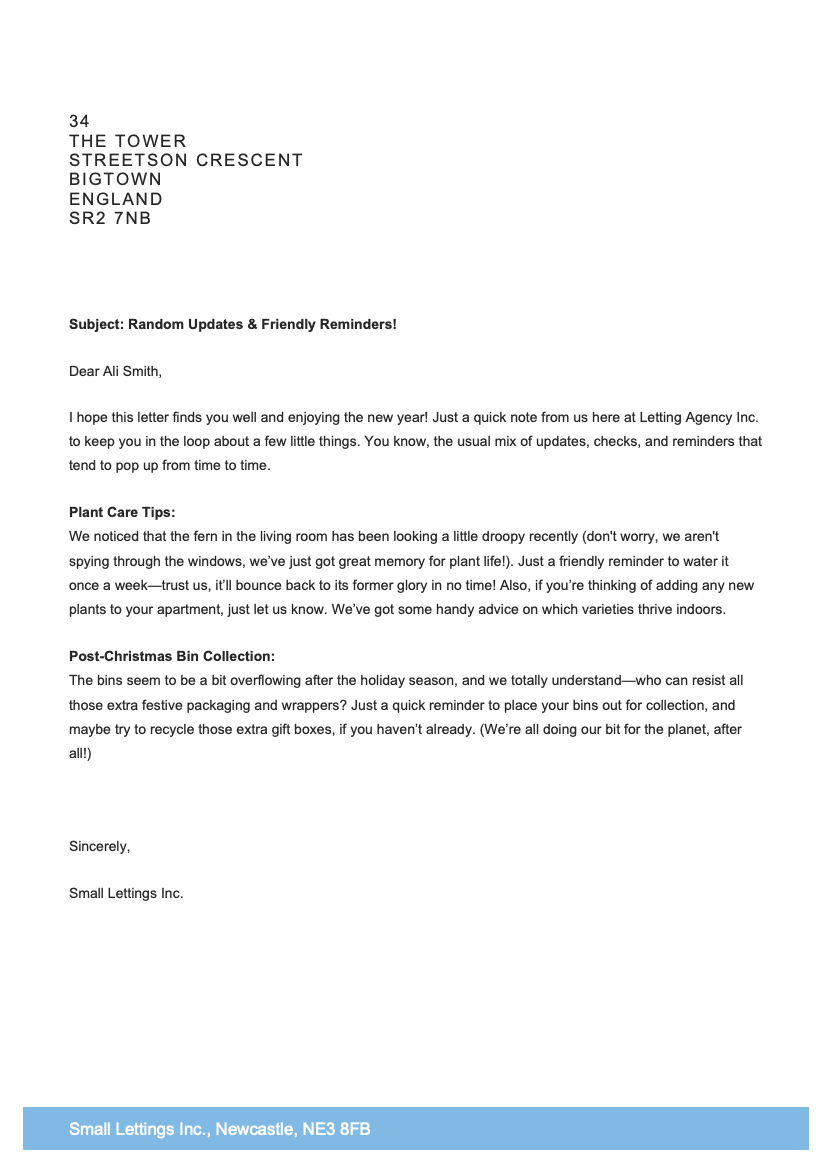 34
THE TOWER
STREETSON CRESCENT
BIGTOWN
ENGLAND
SR2 7NB
Subject: Random Updates & Friendly Reminders!
Dear Ali Smith,
I hope this letter finds you well and enjoying the new year! Just a quick note from us here at Letting Agency Inc.
to keep you in the loop about a few little things. You know, the usual mix of updates, checks, and reminders that
tend to pop up from time to time.
Plant Care Tips:
We noticed that the fern in the living room has been looking a little droopy recently (don't worry, we aren't
spying through the windows, we’ve just got great memory for plant life!). Just a friendly reminder to water it
once a week—trust us, it’ll bounce back to its former glory in no time! Also, if you’re thinking of adding any new
plants to your apartment, just let us know. We’ve got some handy advice on which varieties thrive indoors.
Post-Christmas Bin Collection:
The bins seem to be a bit overflowing after the holiday season, and we totally understand—who can resist all
those extra festive packaging and wrappers? Just a quick reminder to place your bins out for collection, and
maybe try to recycle those extra gift boxes, if you haven’t already. (We’re all doing our bit for the planet, after
all!)
Sincerely,
Small Lettings Inc.
Small Lettings Inc., Newcastle, NE3 8FB